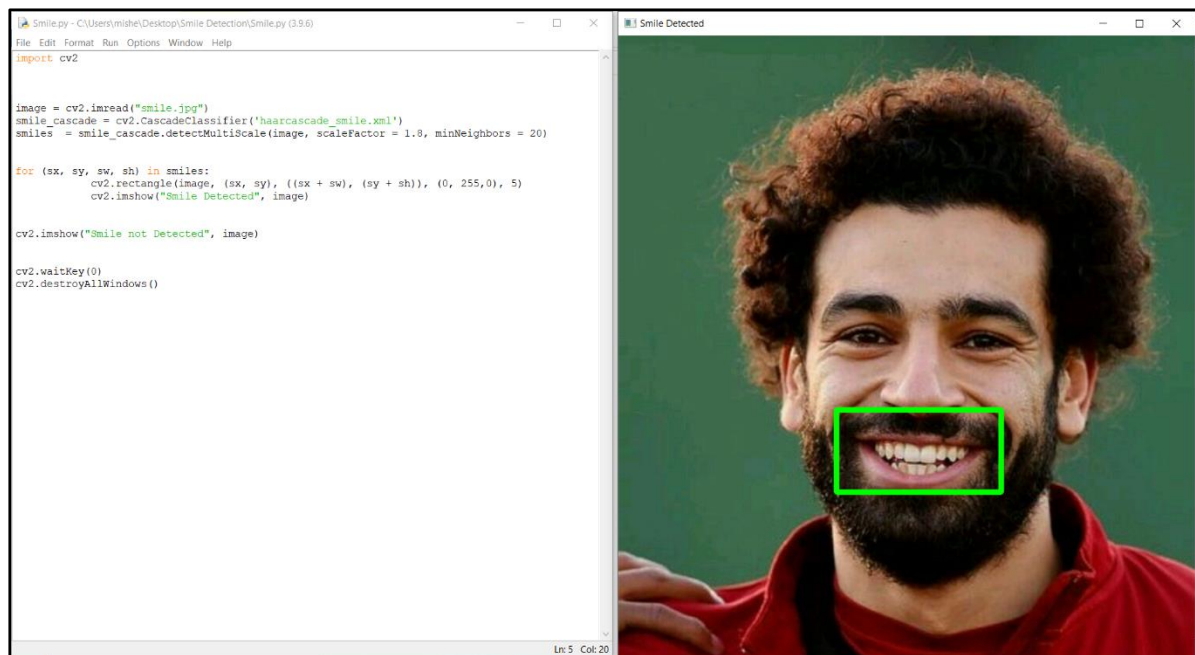 Smile.py - C:\Users\mishe\Desktop\Smile Detection\Smile.py (3.9.6)
File Edit Format Run Options Window Help
import cv2
image = cv2.imread("smile.jpg")
smile_cascade = cv2.CascadeClassifier('haarcascade_smile.xml')
smiles  = smile_cascade.detectMultiScale(image, scaleFactor = 1.8, minNeighbors = 20)
for (sx, sy, sw, sh) in smiles:
           cv2.rectangle(image, (sx, sy), ((sx + sw), (sy + sh)), (0, 255,0), 5)
           cv2.imshow("Smile Detected", image)
cv2.imshow("Smile not Detected", image)
cv2.waitKey(0)
cv2.destroyAllWindows()
Ln: 5 Col: 20
Smile Detected